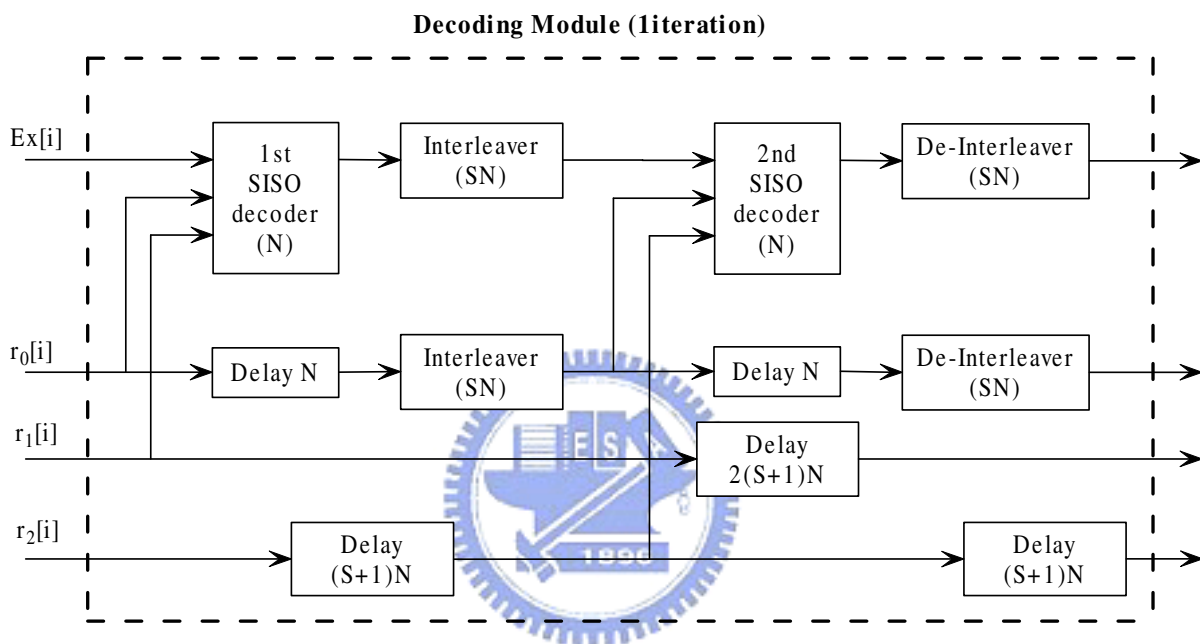 Decoding Module (1iteration)
Ex[i]
1st
SISO
decoder
(N)
Interleaver
(SN)
2nd
SISO
decoder
(N)
De-Interleaver
(SN)
r0[i]
Delay N
Interleaver
(SN)
Delay N
De-Interleaver
(SN)
r1[i]
Delay
2(S+1)N
E S A
r2[i]
Delay
(S+1)N
1896
Delay
(S+1)N